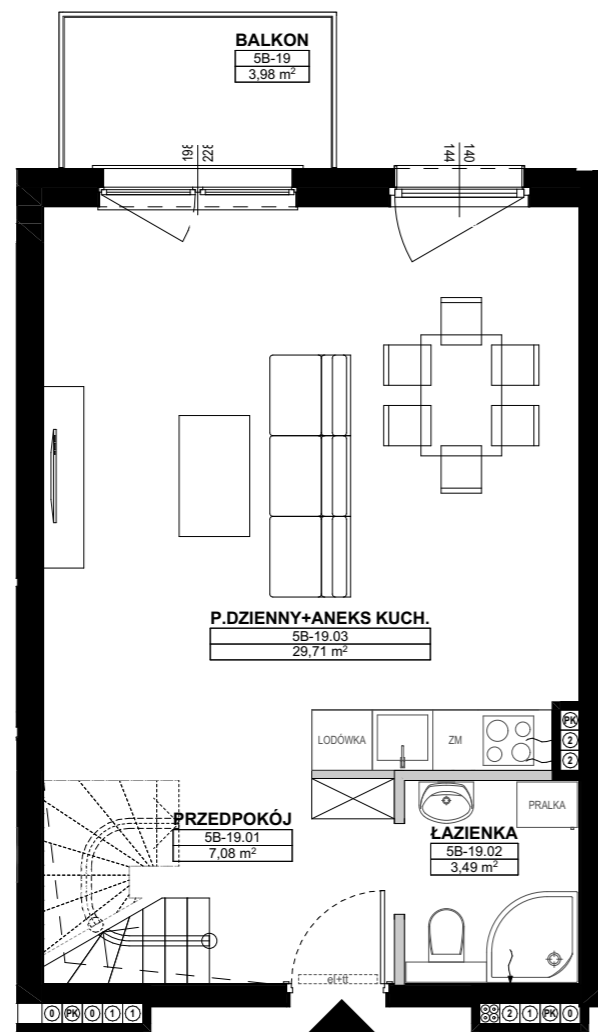 BALKON
5B-19
3,98 m²
198
228
144
140
P.DZIENNY+ANEKS KUCH.
5B-19.03
29,71 m²
LODÓWKA
ZM
PK
2
2
PRZEDPOKÓJ
5B-19.01
7,08 m²
PRALKA
ŁAZIENKA
5B-19.02
3,49 m²
el+tt
0 PK 0 1 1
2 1 PK 0